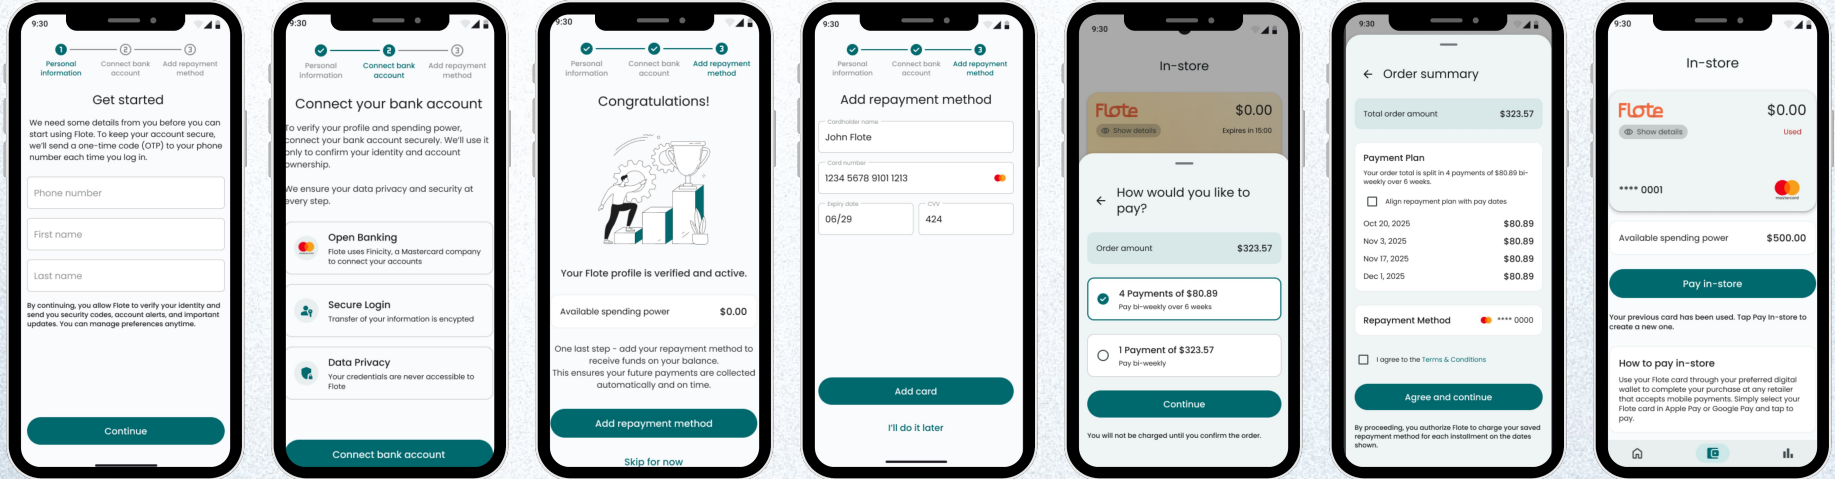 9:30
1
2
3
Personal
information
Connect bank
account
Add repayment
method
Get started
We need some details from you before you can
start using Flote. To keep your account secure,
we'll send a one-time code (OTP) to your phone
number each time you log in.
Phone number
First name
Last name
By continuing, you allow Flote to verify your identity and
send you security codes, account alerts, and important
updates. You can manage preferences anytime.
Continue
9:30
2
3
Personal
information
Connect bank
account
Add repayment
method
Connect your bank account
To verify your profile and spending power,
connect your bank account securely. We'll use it
only to confirm your identity and account
ownership.
We ensure your data privacy and security at
every step.
Open Banking
Flote uses Finicity, a Mastercard company
to connect your accounts
Secure Login
Transfer of your information is encypted
Data Privacy
Your credentials are never accessible to
Flote
Connect bank account
9:30
3
Personal
information
Connect bank
account
Add repayment
method
Congratulations!
Your Flote profile is verified and active.
Available spending power
$0.00
One last step - add your repayment method to
receive funds on your balance.
This ensures your future payments are collected
automatically and on time.
Add repayment method
Skip for now
9:30
3
Personal
information
Connect bank
account
Add repayment
method
Add repayment method
Cardholder name
John Flote
Card number
1234 5678 9101 1213
Expiry date
06/29
CVV
424
Add card
I'll do it later
9:30
In-store
Flote
$0.00
Show details
Expires in 15:00
How would you like to
pay?
Order amount
$323.57
4 Payments of $80.89
Pay bi-weekly over 6 weeks
1 Payment of $323.57
Pay bi-weekly
Continue
You will not be charged until you confirm the order.
9:30
Order summary
Total order amount
$323.57
Payment Plan
Your order total is split in 4 payments of $80.89 bi-
weekly over 6 weeks.
Align repayment plan with pay dates
Oct 20, 2025
$80.89
Nov 3, 2025
$80.89
Nov 17, 2025
$80.89
Dec 1, 2025
$80.89
Repayment Method
**** 0000
I agree to the Terms & Conditions
Agree and continue
By proceeding, you authorize Flote to charge your saved
repayment method for each installment on the dates
shown.
9:30
In-store
Flote
$0.00
Show details
Used
**** 0001
mastercard
Available spending power
$500.00
Pay in-store
Your previous card has been used. Tap Pay In-store to
create a new one.
How to pay in-store
Use your Flote card through your preferred digital
wallet to complete your purchase at any retailer
that accepts mobile payments. Simply select your
Flote card in Apple Pay or Google Pay and tap to
pay.